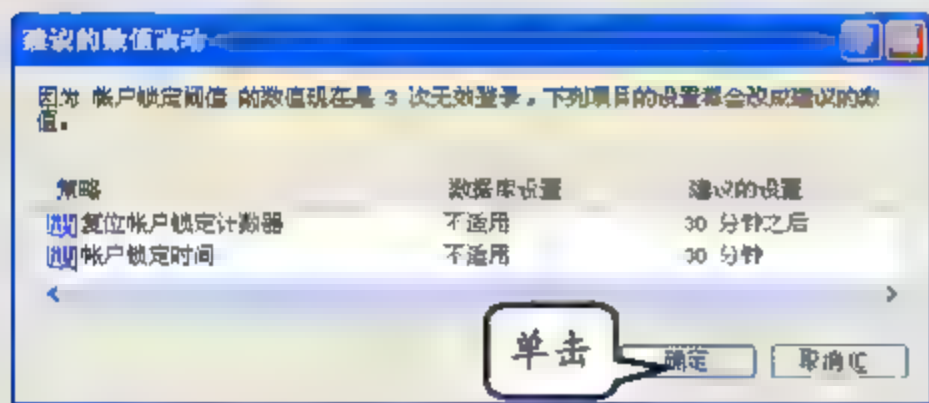 建议的数值改动
因为 帐户锁定阈值 的数值现在是 3 次无效登录，下列项目的设置都会改成建议的数
值。
策略 数据库设置 建议的设置
复位帐户锁定计数器 不适用 30 分钟之后
帐户锁定时间 不适用 30 分钟
单击
确定 取消(C